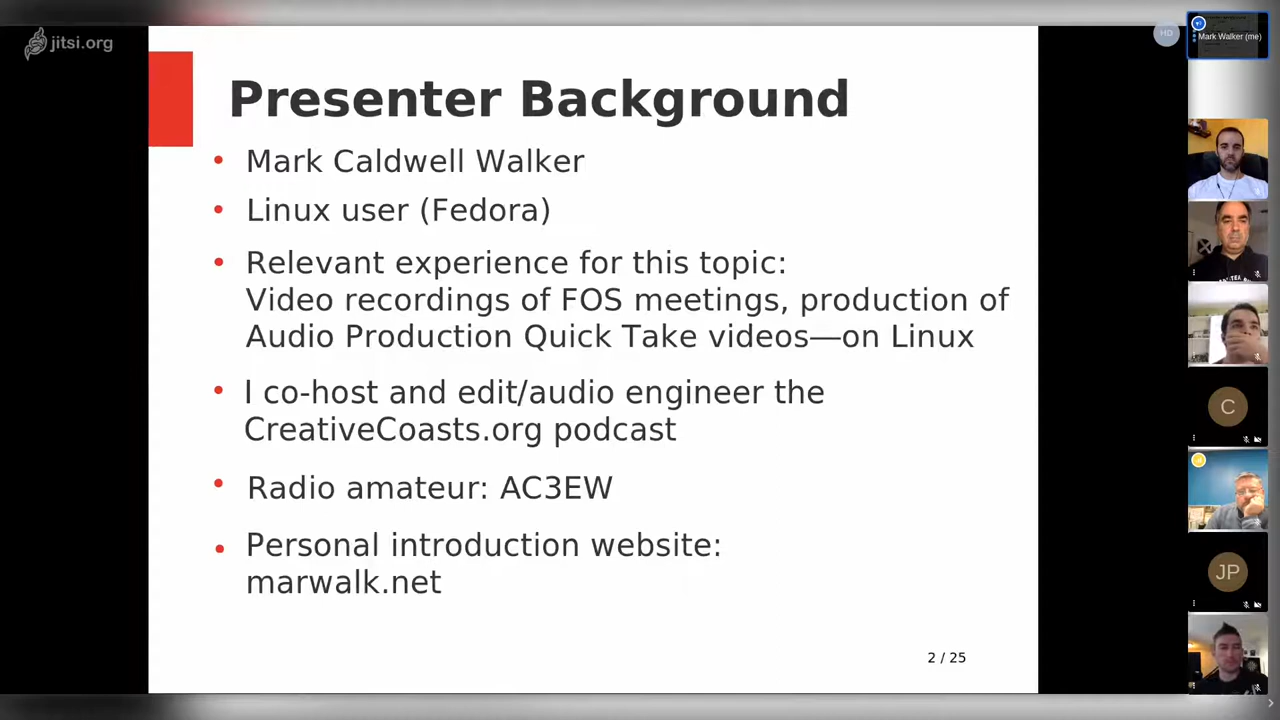 jitsi.org
HD
Mark Walker (me)
Presenter Background
• Mark Caldwell Walker
• Linux user (Fedora)
• Relevant experience for this topic:
Video recordings of FOS meetings, production of
Audio Production Quick Take videos—on Linux
• I co-host and edit/audio engineer the
CreativeCoasts.org podcast
• Radio amateur: AC3EW
• Personal introduction website:
marwalk.net
2 / 25
C
JP